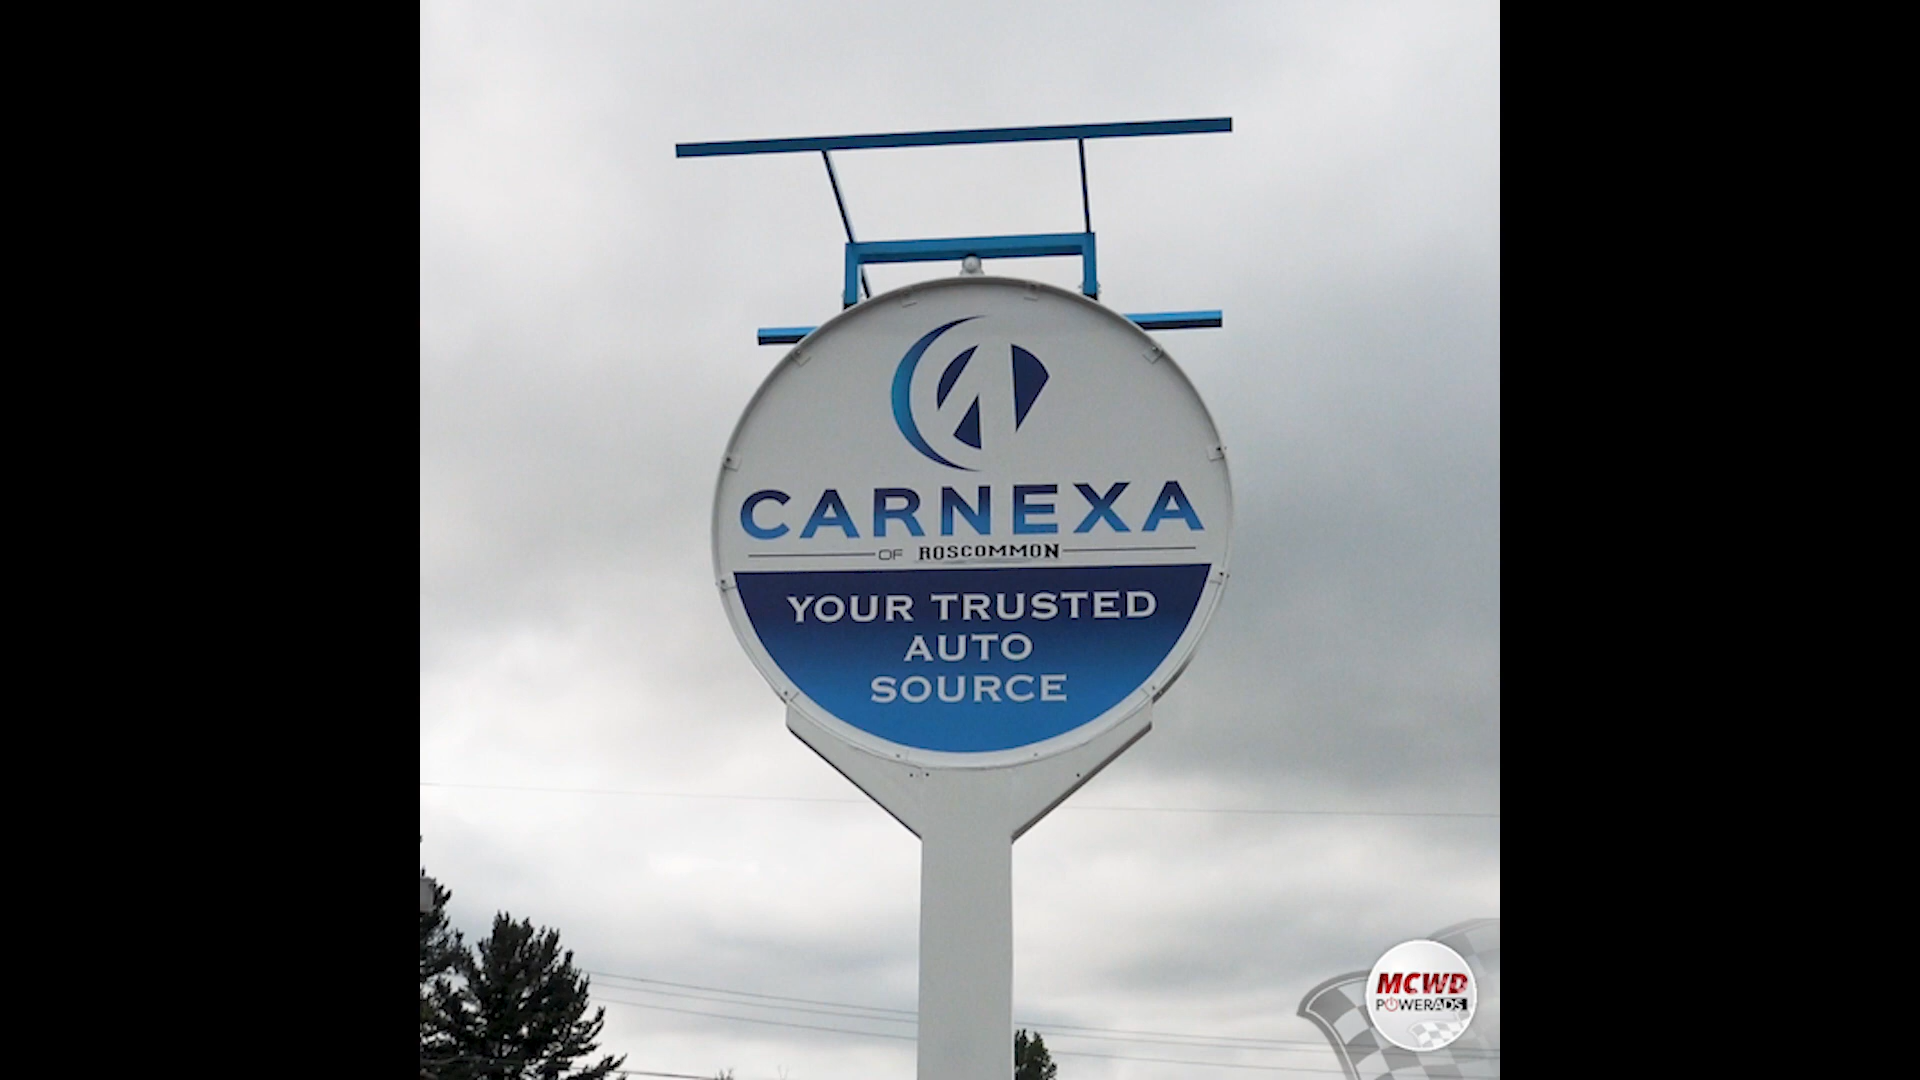 CARNEXA
OF ROSCOMMON
YOUR TRUSTED
AUTO
SOURCE
MCWD
POWERADS